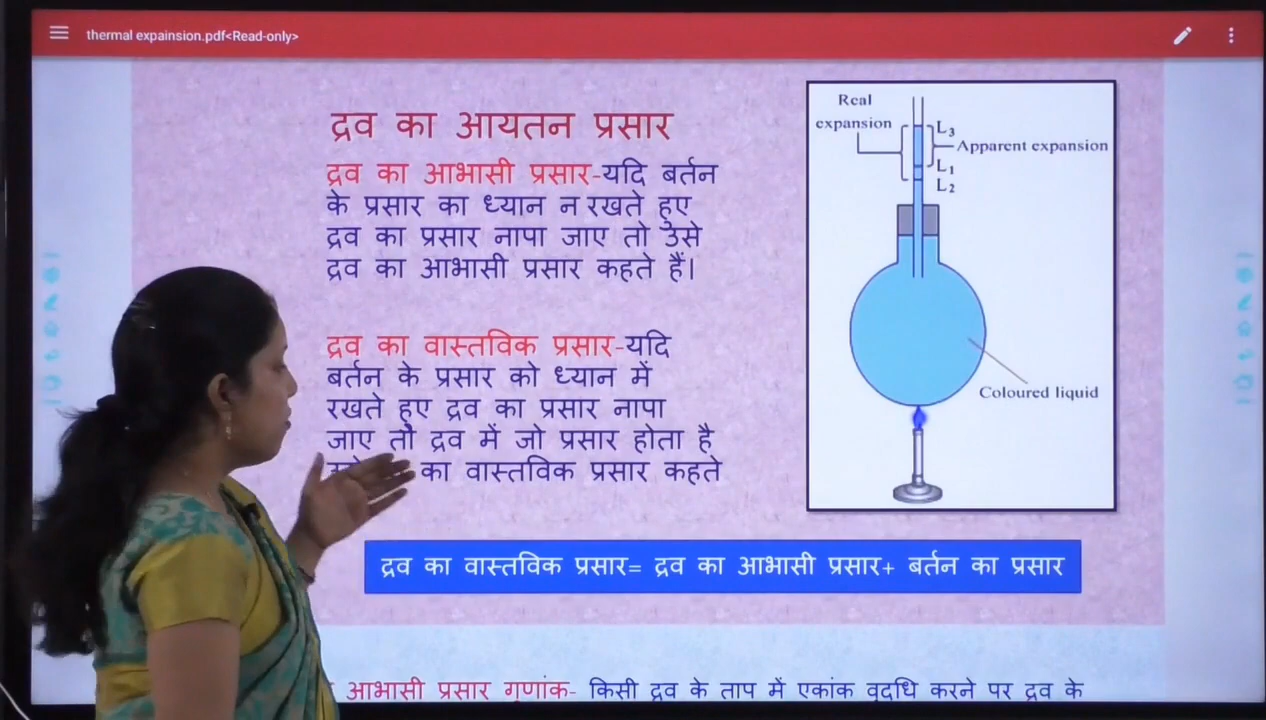 thermal expainsion.pdf<Read-only>
द्रव का आयतन प्रसार
द्रव का आभासी प्रसार-यदि बर्तन
के प्रसार का ध्यान न रखते हुए
द्रव का प्रसार नापा जाए तो उसे
द्रव का आभासी प्रसार कहते हैं।
द्रव का वास्तविक प्रसार-यदि
बर्तन के प्रसार को ध्यान में
रखते हुए द्रव का प्रसार नापा
जाए तो द्रव में जो प्रसार होता है
का वास्तविक प्रसार कहते
Real
expansion
L3
Apparent expansion
L1
L2
Coloured liquid
द्रव का वास्तविक प्रसार= द्रव का आभासी प्रसार+ बर्तन का प्रसार
आभासी प्रसार गुणांक- किसी द्रव के ताप में एकांक वृद्धि करने पर द्रव के